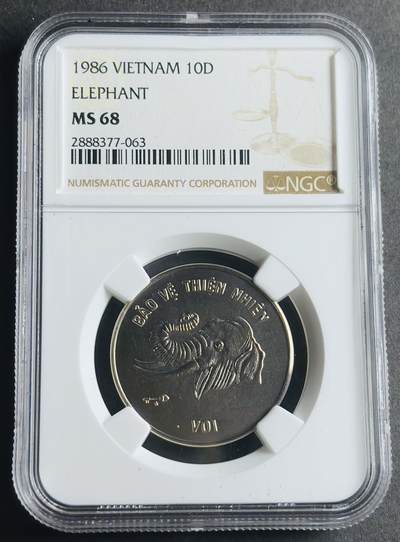 1986 VIETNAM 10D
ELEPHANT
MS 68
2888377-063
NUMISMATIC GUARANTY CORPORATION
NGC®
BẢO VỆ THIÊN NHIÊN
VOI